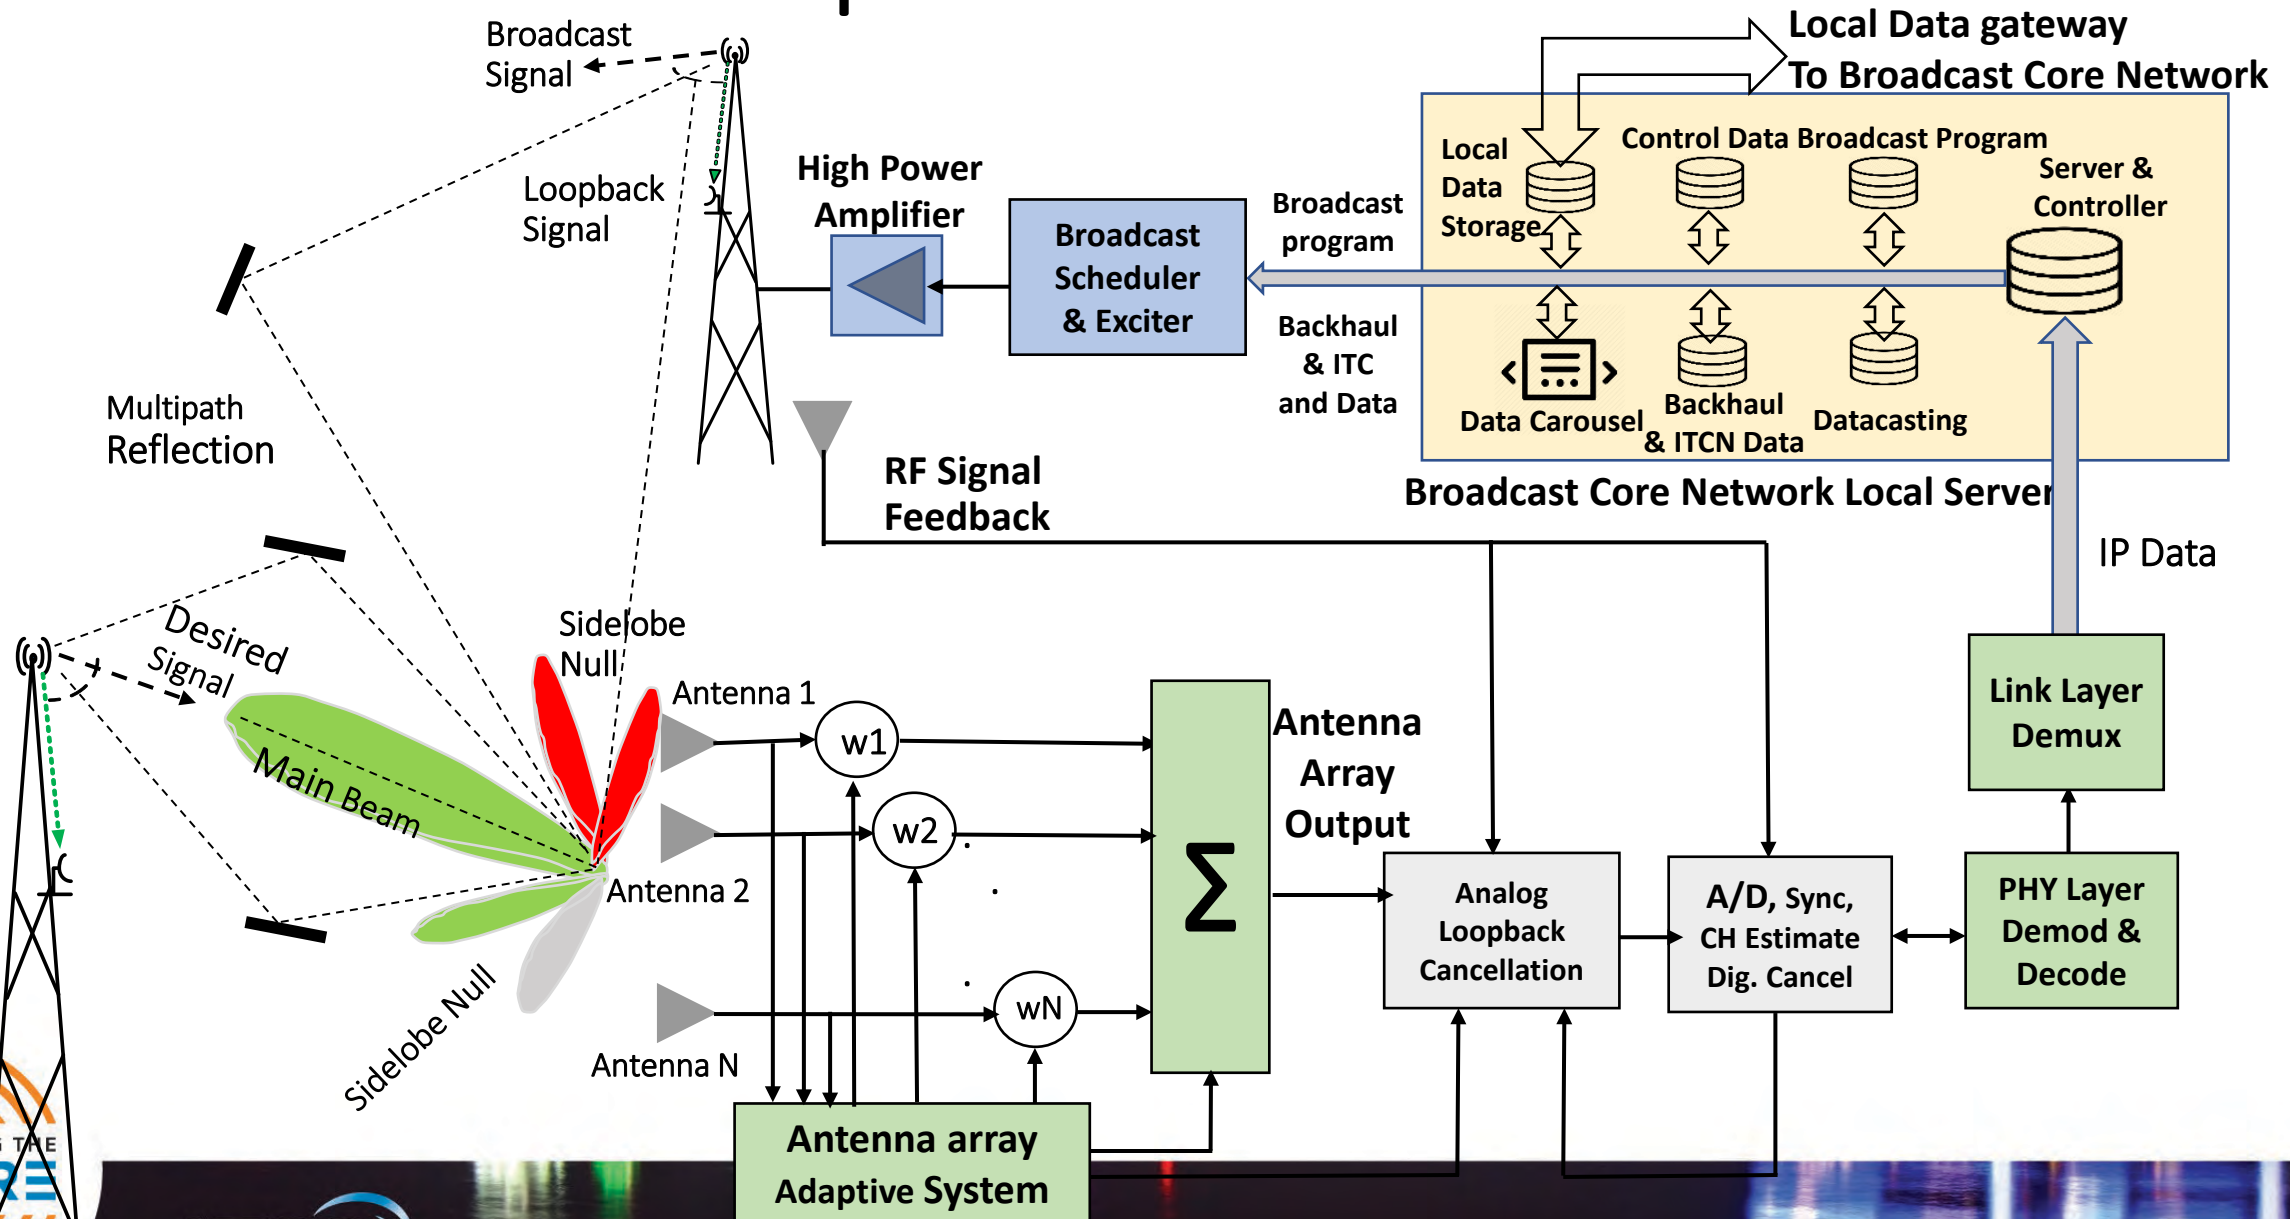 Broadcast
Signal
Local Data gateway
To Broadcast Core Network
Loopback
Signal
High Power
Amplifier
Broadcast
Scheduler
& Exciter
Broadcast
program
Backhaul
& ITC
and Data
Local
Data
Storage
Control Data Broadcast Program
Server &
Controller
Data Carousel
Backhaul
& ITCN Data
Datacasting
Broadcast Core Network Local Server
IP Data
Multipath
Reflection
RF Signal
Feedback
Desired
Signal
Sidelobe
Null
Main Beam
Sidelobe Null
Antenna 1
Antenna 2
Antenna N
w1
w2
.
.
.
wN
Σ
Antenna
Array
Output
Analog
Loopback
Cancellation
A/D, Sync,
CH Estimate
Dig. Cancel
PHY Layer
Demod &
Decode
Link Layer
Demux
Antenna array
Adaptive System
THE